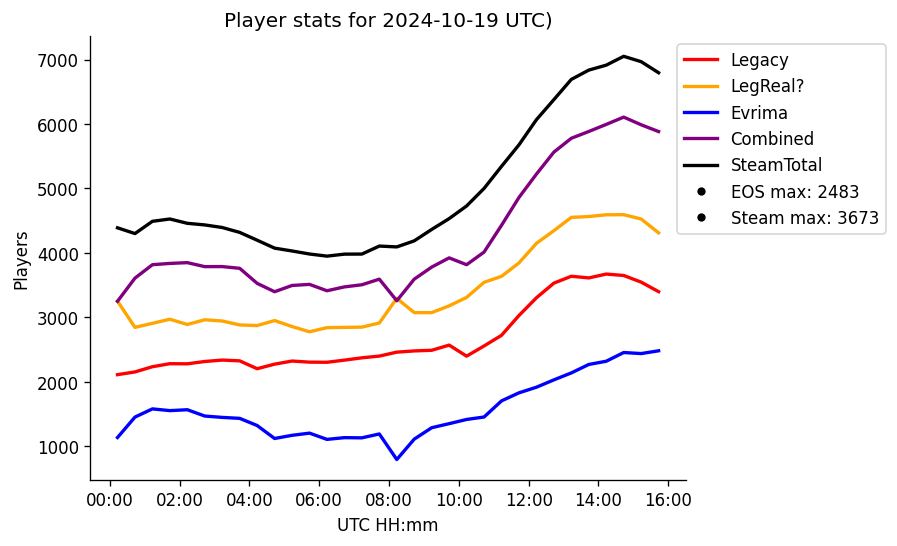 Player stats for 2024-10-19 UTC)
Legacy
LegReal?
Evrima
Combined
SteamTotal
EOS max: 2483
Steam max: 3673
Players
7000
6000
5000
4000
3000
2000
1000
00:00 02:00 04:00 06:00 08:00 10:00 12:00 14:00 16:00
UTC HH:mm